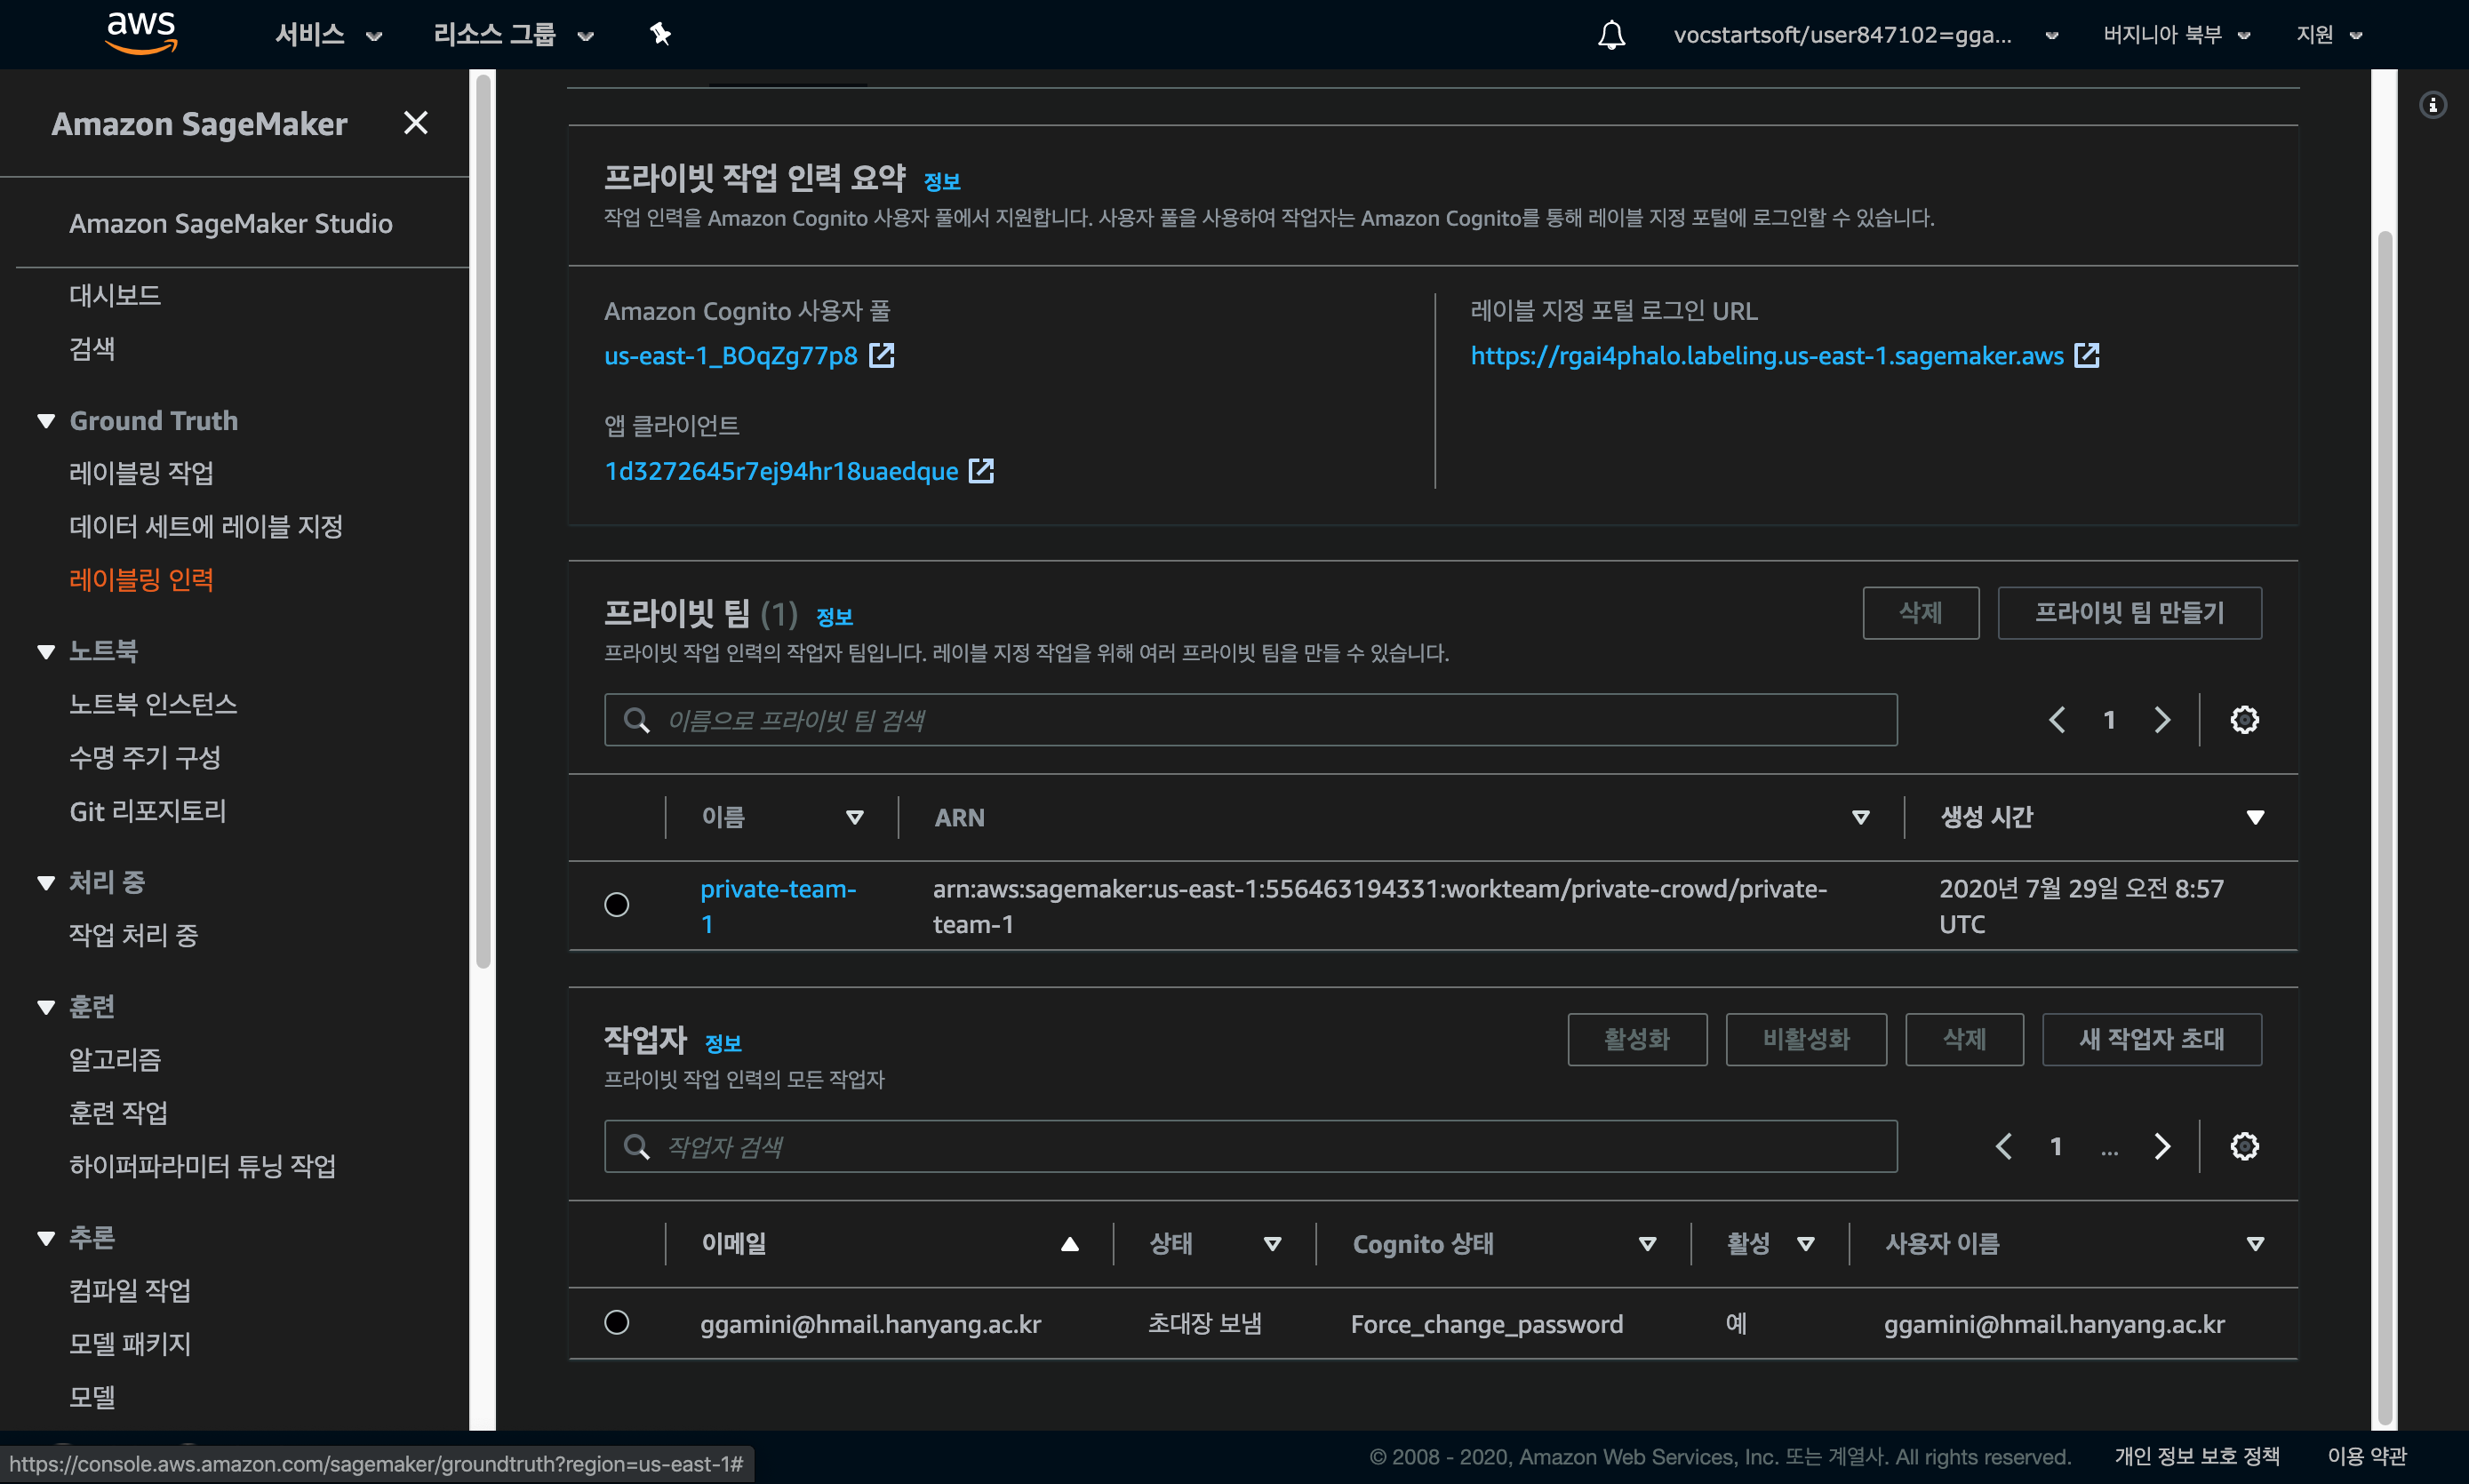 aws 서비스 리소스 그룹 vocstartsoft/user847102=gga... 버지니아 북부 지원
Amazon SageMaker
Amazon SageMaker Studio
대시보드
검색
Ground Truth
레이블링 작업
데이터 세트에 레이블 지정
레이블링 인력
노트북
노트북 인스턴스
수명 주기 구성
Git 리포지토리
처리 중
작업 처리 중
훈련
알고리즘
훈련 작업
하이퍼파라미터 튜닝 작업
추론
컴파일 작업
모델 패키지
모델
프라이빗 작업 인력 요약 정보
작업 인력을 Amazon Cognito 사용자 풀에서 지원합니다. 사용자 풀을 사용하여 작업자는 Amazon Cognito를 통해 레이블 지정 포털에 로그인할 수 있습니다.
Amazon Cognito 사용자 풀
us-east-1_BOqZg77p8
앱 클라이언트
1d3272645r7ej94hr18uaedque
레이블 지정 포털 로그인 URL
https://rgai4phalo.labeling.us-east-1.sagemaker.aws
프라이빗 팀 (1) 정보
삭제 프라이빗 팀 만들기
프라이빗 작업 인력의 작업자 팀입니다. 레이블 지정 작업을 위해 여러 프라이빗 팀을 만들 수 있습니다.
이름으로 프라이빗 팀 검색
1
이름 ARN 생성 시간
private-team- arn:aws:sagemaker:us-east-1:556463194331:workteam/private-crowd/private- 2020년 7월 29일 오전 8:57
1 team-1 UTC
작업자 정보
활성화 비활성화 삭제 새 작업자 초대
프라이빗 작업 인력의 모든 작업자
작업자 검색
1 ...
이메일 상태 Cognito 상태 활성 사용자 이름
ggamini@hmail.hanyang.ac.kr 초대장 보냄 Force_change_password 예 ggamini@hmail.hanyang.ac.kr
https://console.aws.amazon.com/sagemaker/groundtruth?region=us-east-1#
© 2008 - 2020, Amazon Web Services, Inc. 또는 계열사. All rights reserved. 개인 정보 보호 정책 이용 약관